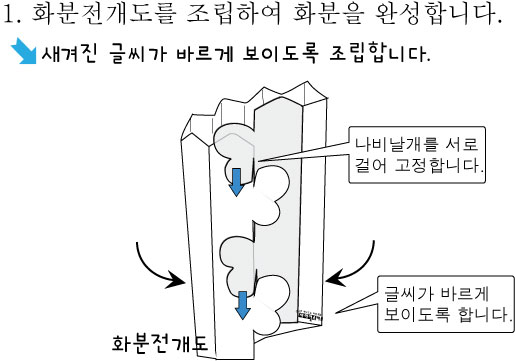 1. 화분전개도를 조립하여 화분을 완성합니다.
새겨진 글씨가 바르게 보이도록 조립합니다.
나비날개를 서로
걸어 고정합니다.
글씨가 바르게
보이도록 합니다.
화분전개도